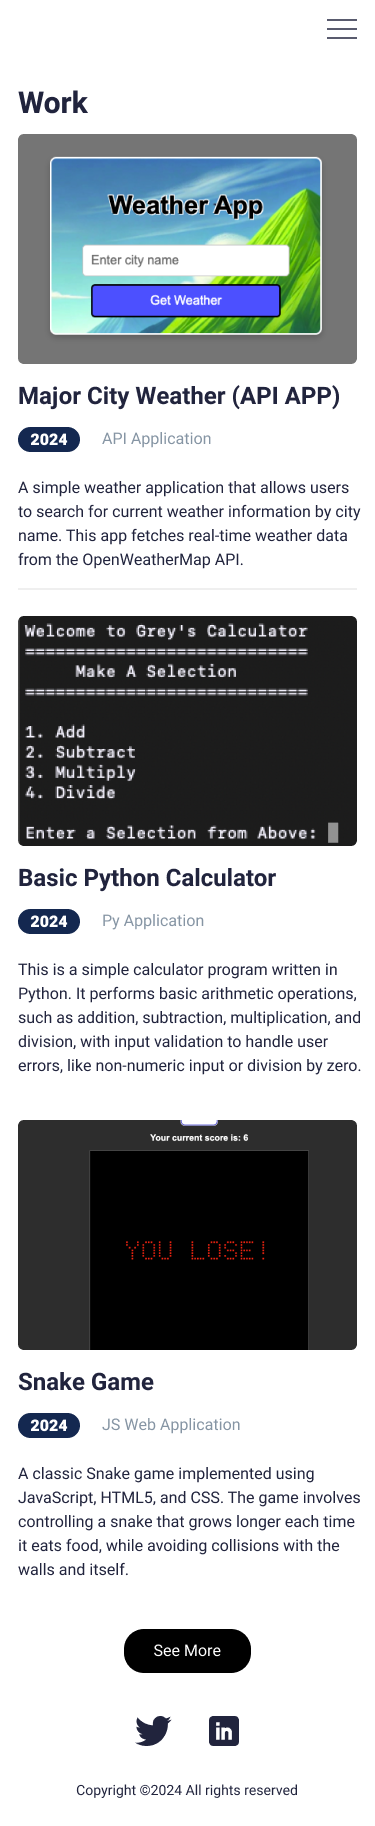 Work
Weather App
Enter city name
Get Weather
Major City Weather (API APP)
2024 API Application
A simple weather application that allows users
to search for current weather information by city
name. This app fetches real-time weather data
from the OpenWeatherMap API.
Welcome to Grey's Calculator
============================
Make A Selection
============================
1. Add
2. Subtract
3. Multiply
4. Divide
Enter a Selection from Above:
Basic Python Calculator
2024 Py Application
This is a simple calculator program written in
Python. It performs basic arithmetic operations,
such as addition, subtraction, multiplication, and
division, with input validation to handle user
errors, like non-numeric input or division by zero.
Your current score is: 6
YOU LOSE!
Snake Game
2024 JS Web Application
A classic Snake game implemented using
JavaScript, HTML5, and CSS. The game involves
controlling a snake that grows longer each time
it eats food, while avoiding collisions with the
walls and itself.
See More
in
Copyright ©2024 All rights reserved